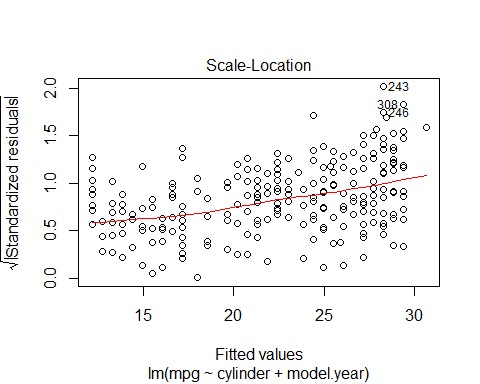 Scale-Location
√|Standardized residuals|
2.0
1.5
1.0
0.5
0.0
243
308
246
15 20 25 30
Fitted values
lm(mpg ~ cylinder + model.year)